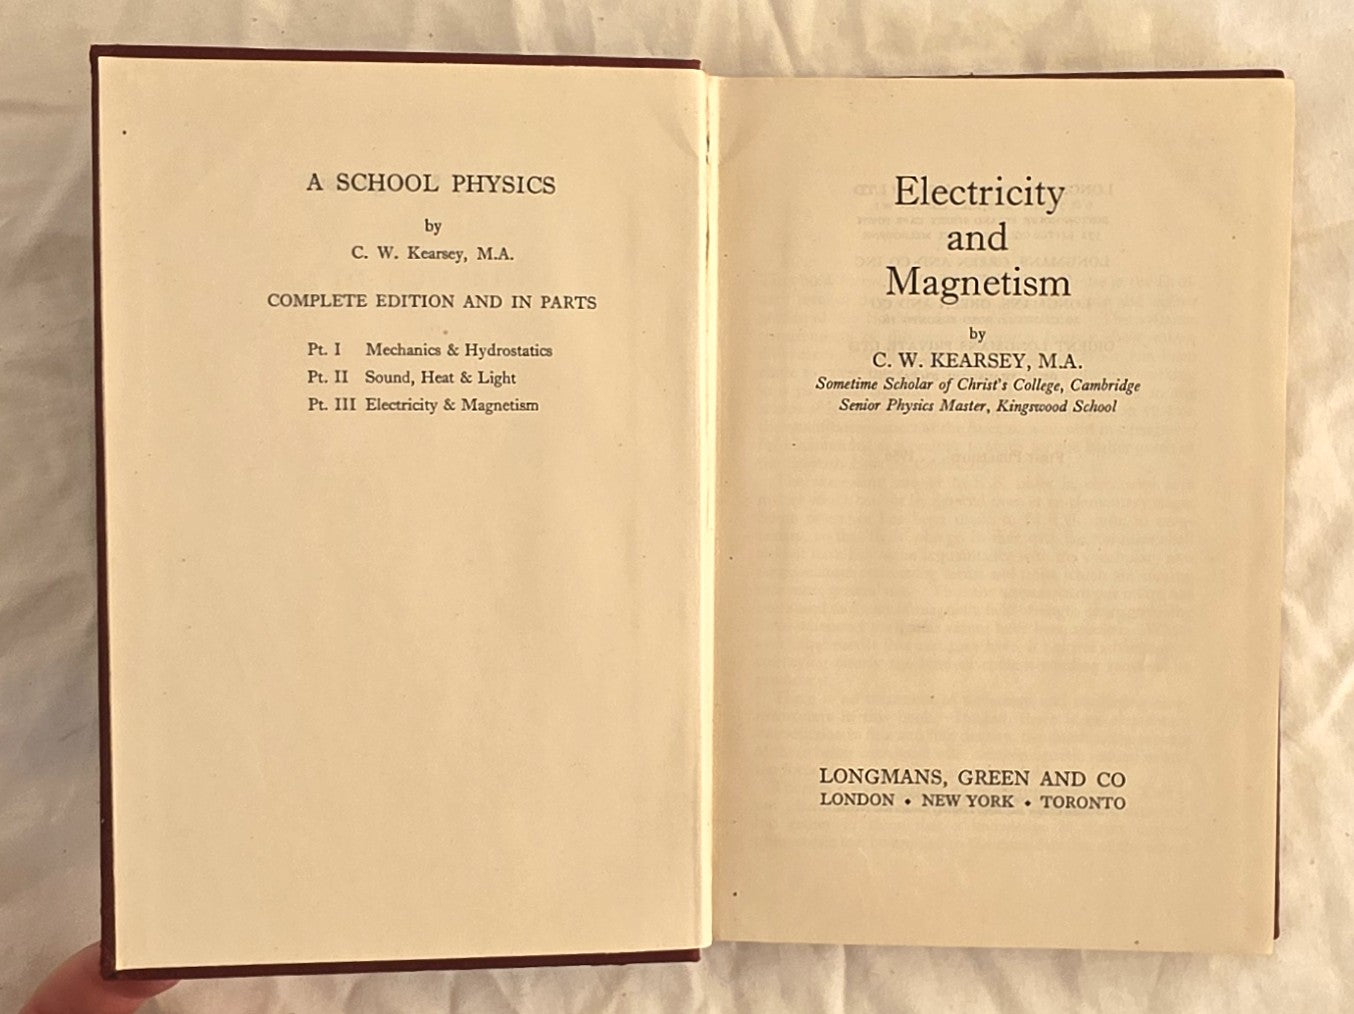 A SCHOOL PHYSICS
by
C. W. Kearsey, M.A.
COMPLETE EDITION AND IN PARTS
Pt. I Mechanics & Hydrostatics
Pt. II Sound, Heat & Light
Pt. III Electricity & Magnetism
Electricity
and
Magnetism
by
C. W. KEARSEY, M.A.
Sometime Scholar of Christ's College, Cambridge
Senior Physics Master, Kingswood School
LONGMANS, GREEN AND CO
LONDON • NEW YORK • TORONTO